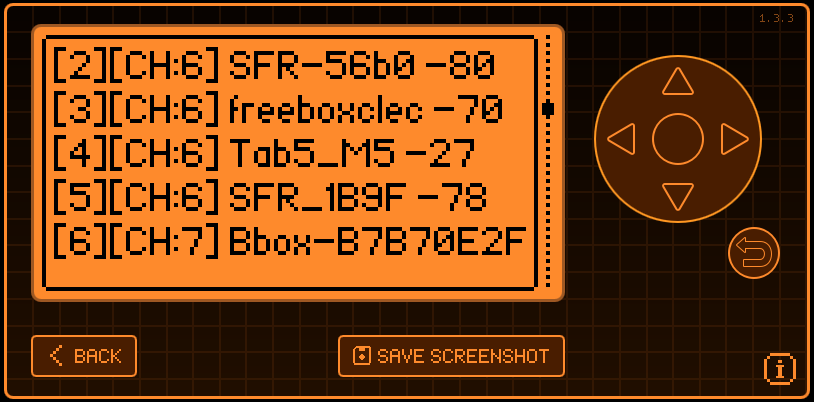 1.3.3
[2][CH:6] SFR-56b0 -80
[3][CH:6] freeboxclec -70
[4][CH:6] Tab5_M5 -27
[5][CH:6] SFR_1B9F -78
[6][CH:7] Bbox-B7B70E2F
BACK
SAVE SCREENSHOT
i